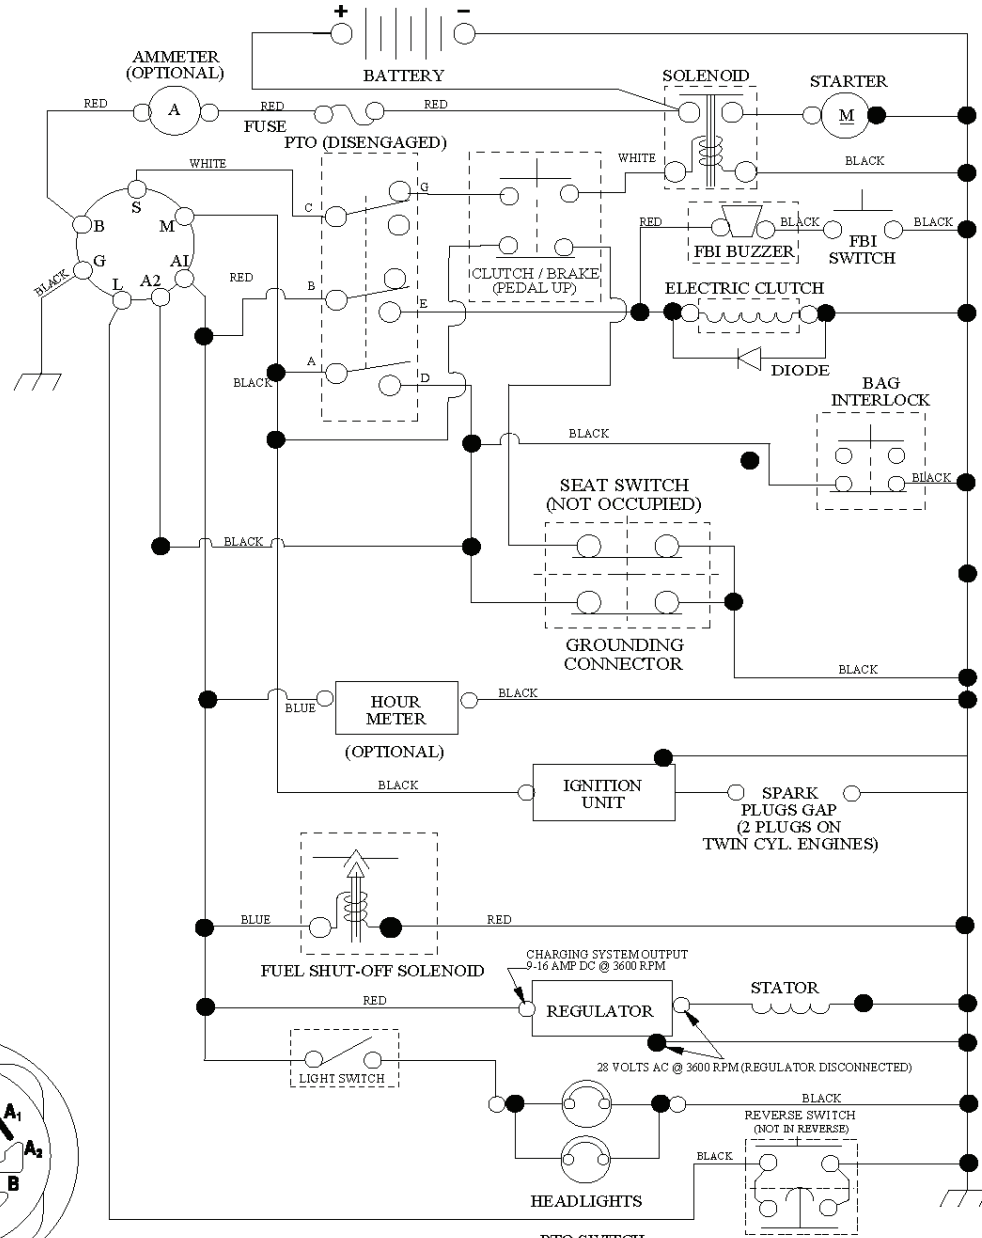 + −
BATTERY
AMMETER
(OPTIONAL)
SOLENOID
STARTER
RED
A
RED
FUSE
RED
M
PTO (DISENGAGED)
WHITE
WHITE
BLACK
S
B
M
G
L
A2
A1
C
G
RED
BLACK
BLACK
FBI BUZZER
FBI
SWITCH
BLACK
RED
B
E
CLUTCH / BRAKE
(PEDAL UP)
ELECTRIC CLUTCH
DIODE
A
D
BLACK
BAG
INTERLOCK
BLACK
BLACK
SEAT SWITCH
(NOT OCCUPIED)
BLACK
GROUNDING
CONNECTOR
BLACK
BLUE
HOUR
METER
BLACK
(OPTIONAL)
BLACK
IGNITION
UNIT
SPARK
PLUGS GAP
(2 PLUGS ON
TWIN CYL. ENGINES)
BLUE
RED
FUEL SHUT-OFF SOLENOID
CHARGING SYSTEM OUTPUT
9-16 AMP DC @ 3600 RPM
RED
REGULATOR
STATOR
28 VOLTS AC @ 3600 RPM (REGULATOR DISCONNECTED)
LIGHT SWITCH
BLACK
REVERSE SWITCH
(NOT IN REVERSE)
A1
A2
B
BLACK
HEADLIGHTS
PTO SWITCH